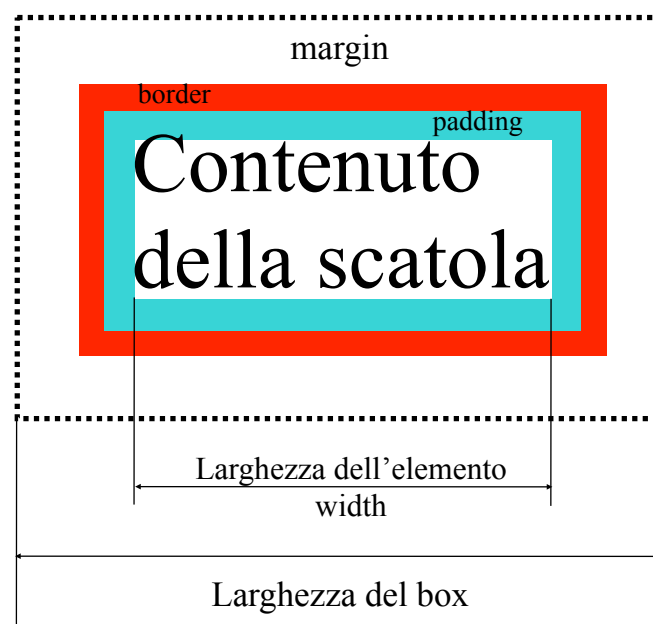 margin
border
padding
Contenuto
della scatola
Larghezza dell’elemento
width
Larghezza del box